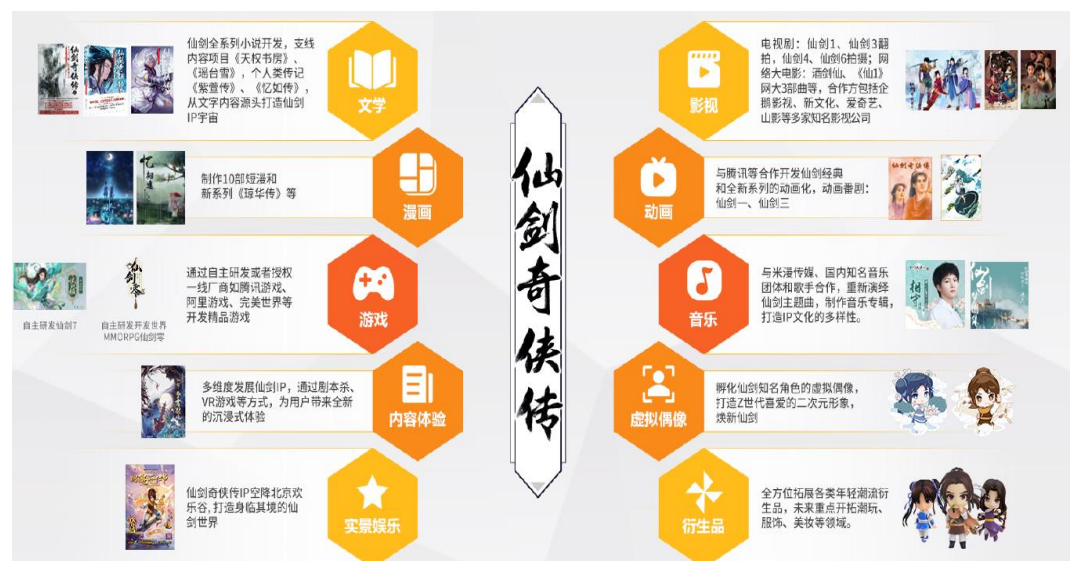 仙剑奇侠传
仙剑全系列小说开发，支线
内容项目《天权书房》、
《瑶台雪》，个人类传记
《紫萱传》、《忆如传》，
从文字内容源头打造仙剑
IP宇宙
文学
制作10部短漫和
新系列《琼华传》等
漫画
自主研发仙剑7
自主研发开发世界
MMORPG仙剑零
通过自主研发或者授权
一线厂商如腾讯游戏、
阿里游戏、完美世界等
开发精品游戏
游戏
多维度发展仙剑IP，通过剧本杀、
VR游戏等方式，为用户带来全新
的沉浸式体验
内容体验
仙剑奇侠传IP空降北京欢
乐谷,打造身临其境的仙
剑世界
实景娱乐
影视
电视剧：仙剑1、仙剑3翻
拍，仙剑4、仙剑6拍摄；网
络大电影：酒剑仙、《仙1》
网大3部曲等，合作方包括企
鹅影视、新文化、爱奇艺、
山影等多家知名影视公司
动画
与腾讯等合作开发仙剑经典
和全新系列的动画化，动画番剧：
仙剑一、仙剑三
音乐
与米漫传媒、国内知名音乐
团体和歌手合作，重新演绎
仙剑主题曲，制作音乐专辑，
打造IP文化的多样性。
虚拟偶像
孵化仙剑知名角色的虚拟偶像，
打造Z世代喜爱的二次元形象，
焕新仙剑
衍生品
全方位拓展各类年轻潮流衍
生品，未来重点开拓潮玩、
服饰、美妆等领域。